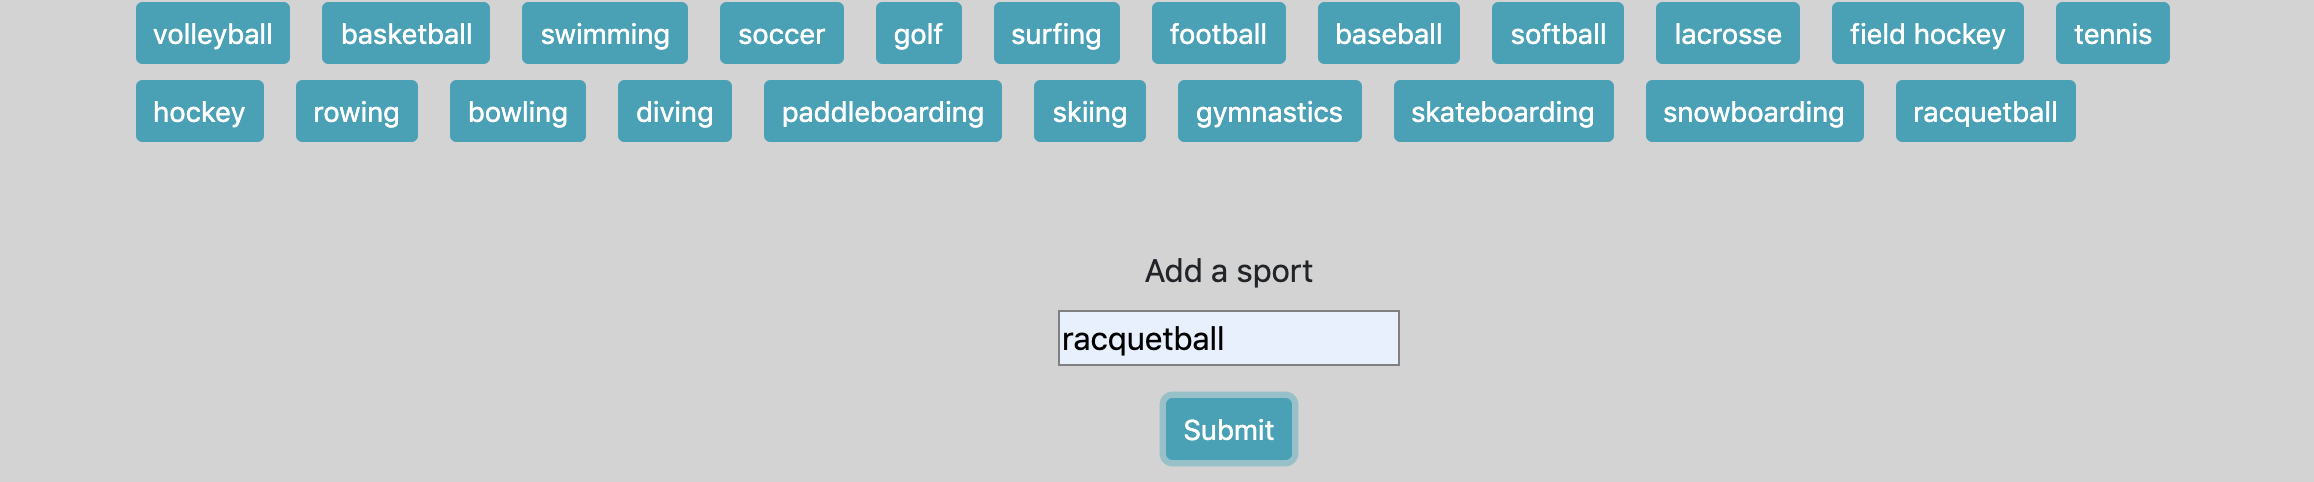 volleyball basketball swimming soccer golf surfing football baseball softball lacrosse field hockey tennis
hockey rowing bowling diving paddleboarding skiing gymnastics skateboarding snowboarding racquetball
Add a sport
racquetball
Submit